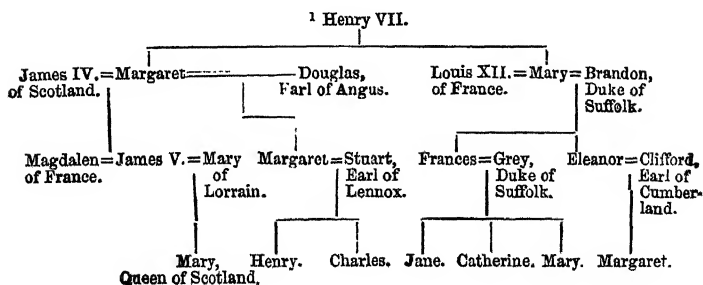 1 Henry VII.
James IV. = Margaret = Douglas, Louis XII. = Mary = Brandon,
of Scotland. Earl of Angus. of France. Duke of
Suffolk.
Magdalen = James V. = Mary Margaret = Stuart, Frances = Grey, Eleanor = Clifford,
of France. of Earl of Duke of Earl of
Lorrain. Lennox. Suffolk. Cumber-
land.
Mary, Henry. Charles. Jane. Catherine. Mary. Margaret.
Queen of Scotland.